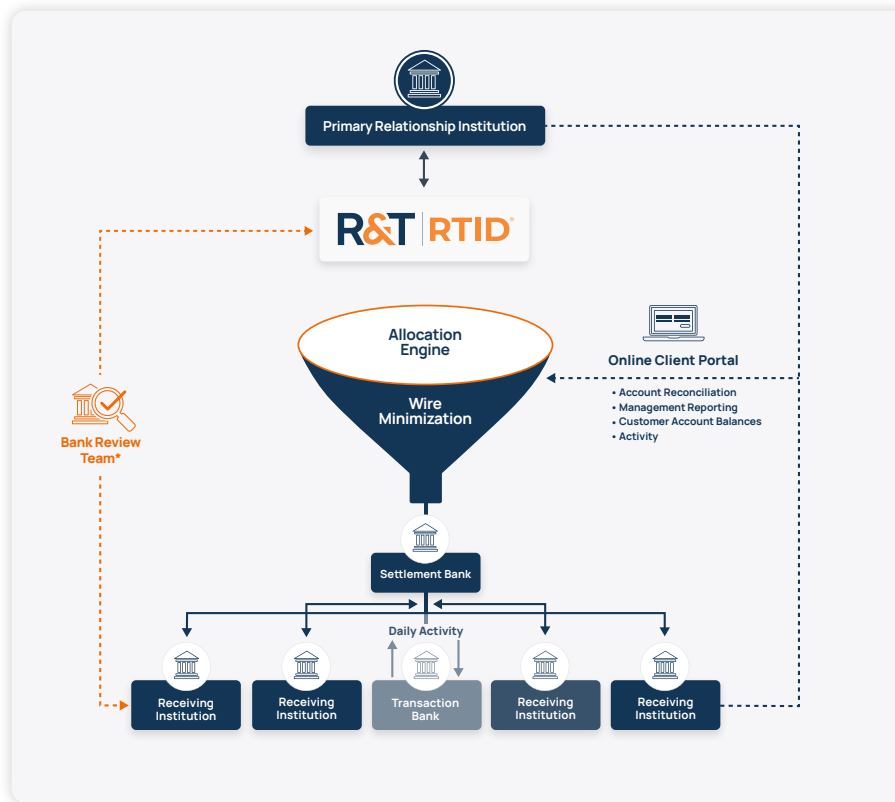 Primary Relationship Institution
R&T | RTID®
Allocation
Engine
Wire
Minimization
Online Client Portal
• Account Reconciliation
• Management Reporting
• Customer Account Balances
• Activity
Bank Review
Team*
Settlement Bank
Daily Activity
Receiving
Institution
Receiving
Institution
Transaction
Bank
Receiving
Institution
Receiving
Institution